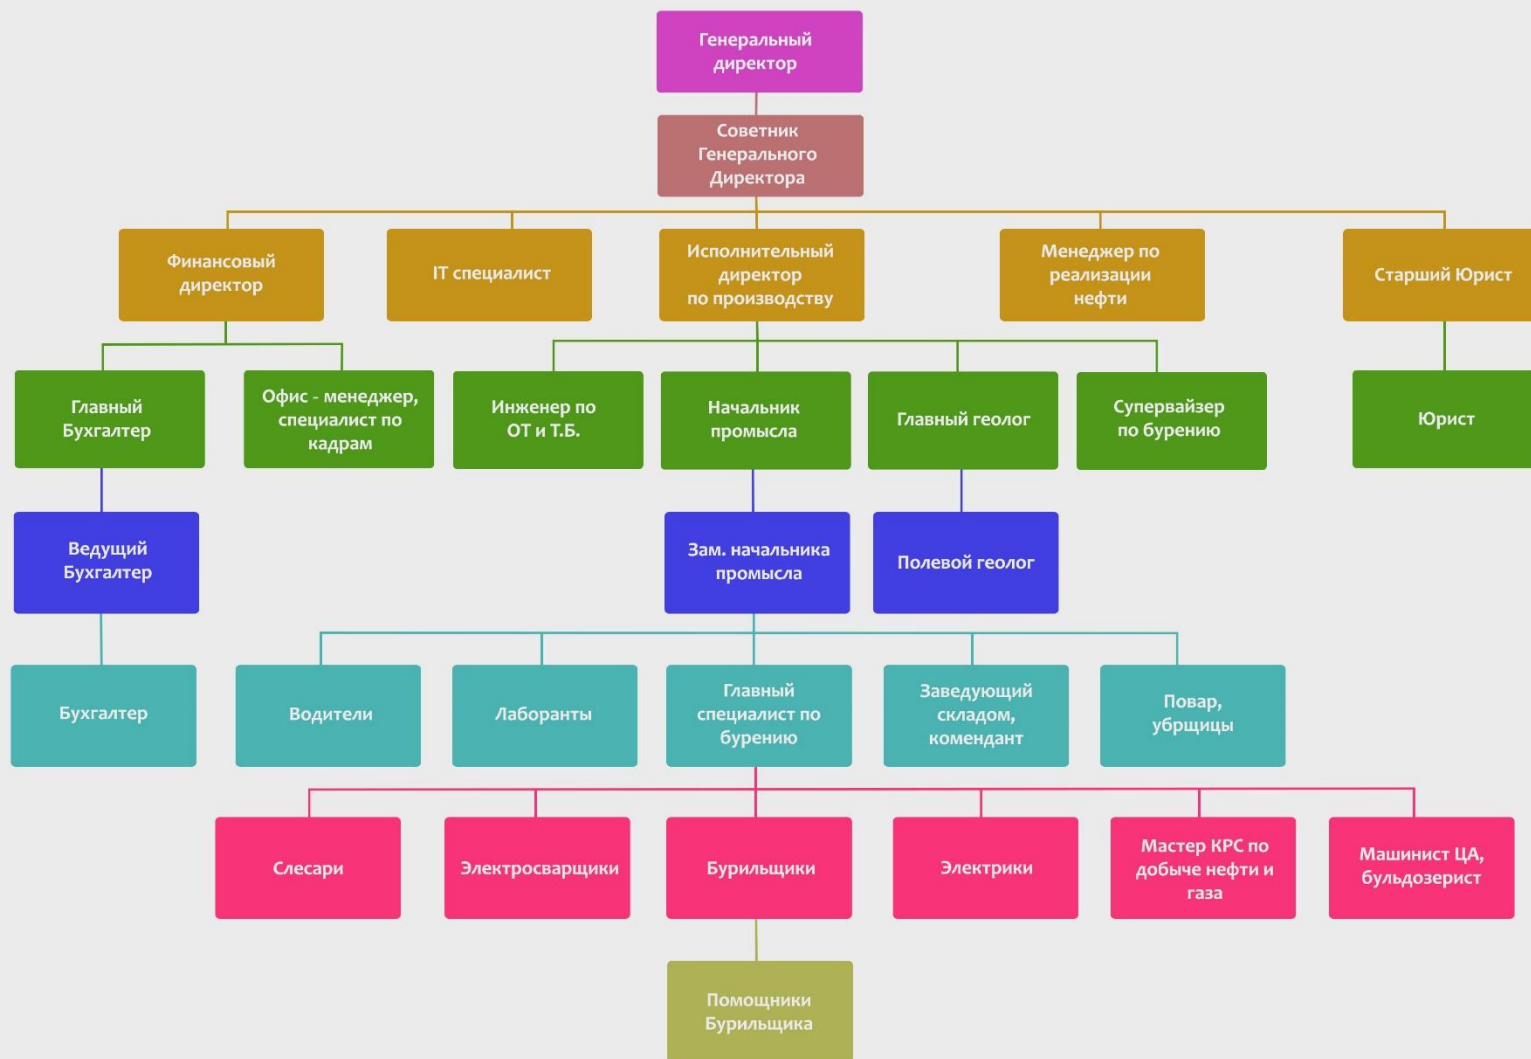 Генеральный
директор
Советник
Генерального
Директора
Финансовый
директор
IT специалист
Исполнительный
директор
по производству
Менеджер по
реализации
нефти
Старший Юрист
Главный
Бухгалтер
Офис - менеджер,
специалист по
кадрам
Инженер по
ОТ и Т.Б.
Начальник
промысла
Главный геолог
Супервайзер
по бурению
Юрист
Ведущий
Бухгалтер
Зам. начальника
промысла
Полевой геолог
Бухгалтер
Водители
Лаборанты
Главный
специалист по
бурению
Заведующий
складом,
комендант
Повар,
убрщицы
Слесари
Электросварщики
Бурильщики
Электрики
Мастер КРС по
добыче нефти и
газа
Машинист ЦА,
бульдозерист
Помощники
Бурильщика